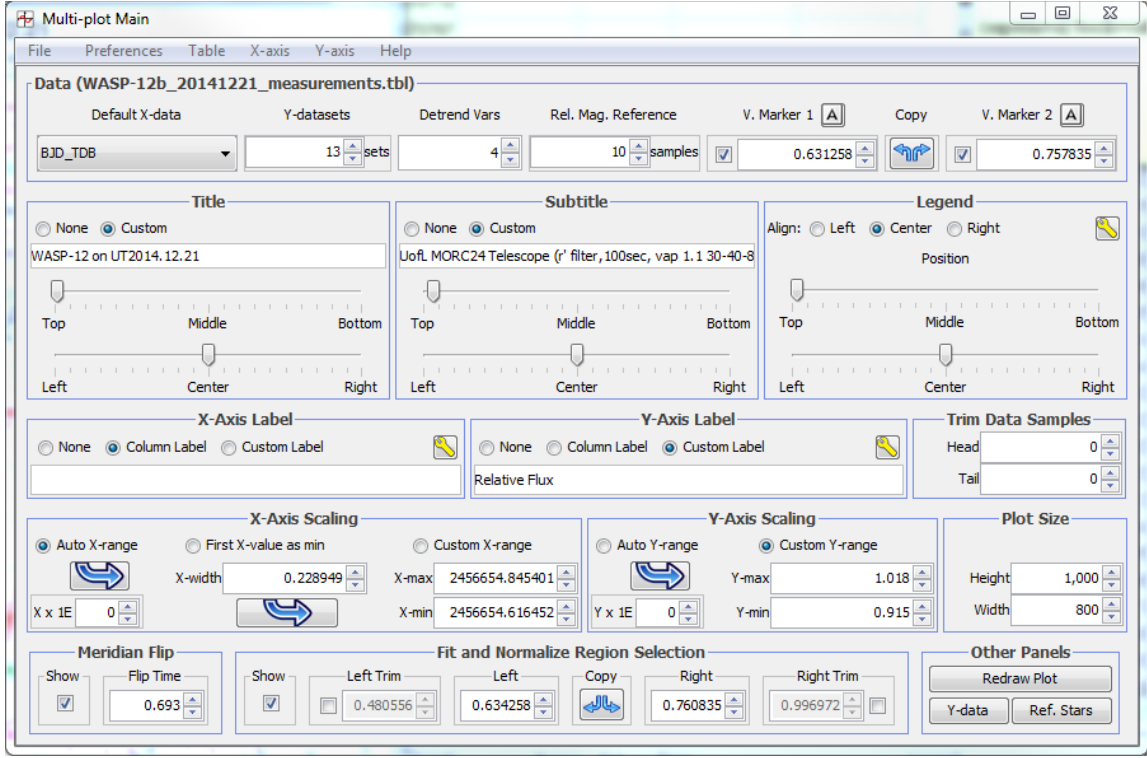 Multi-plot Main
File Preferences Table X-axis Y-axis Help
Data (WASP-12b_20141221_measurements.tbl)
Default X-data Y-datasets Detrend Vars Rel. Mag. Reference V. Marker 1 A Copy V. Marker 2 A
BJD_TDB 13 sets 4 10 samples 0.631258 0.757835
Title Subtitle Legend
None Custom None Custom Align: Left Center Right
WASP-12 on UT2014.12.21 UofL MORC24 Telescope (r' filter,100sec, vap 1.1 30-40-8 Position
Top Middle Bottom Top Middle Bottom Top Middle Bottom
Left Center Right Left Center Right Left Center Right
X-Axis Label Y-Axis Label Trim Data Samples
None Column Label Custom Label None Column Label Custom Label Head 0
Relative Flux Tail 0
X-Axis Scaling Y-Axis Scaling Plot Size
Auto X-range First X-value as min Custom X-range Auto Y-range Custom Y-range
X-width 0.228949 X-max 2456654.845401 Y-max 1.018 Height 1,000
X x 1E 0 X-min 2456654.616452 Y x 1E 0 Y-min 0.915 Width 800
Meridian Flip Fit and Normalize Region Selection Other Panels
Show Flip Time Show Left Trim Left Copy Right Right Trim Redraw Plot
0.693 0.480556 0.634258 0.760835 0.996972 Y-data Ref. Stars